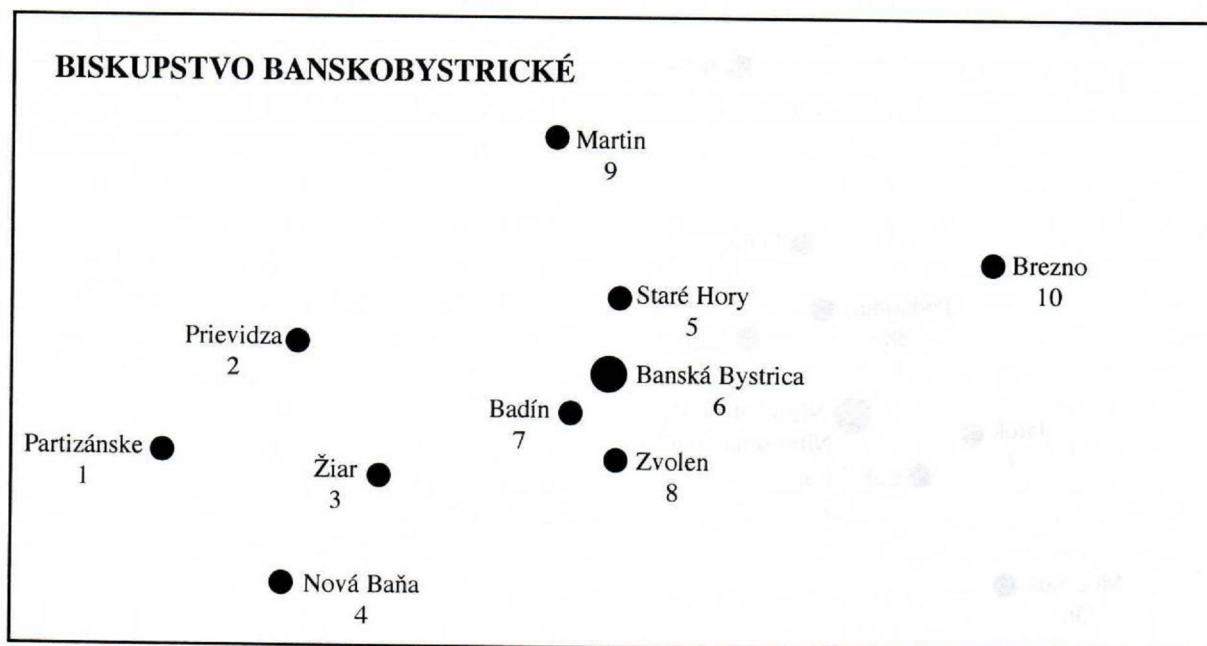 BISKUPSTVO BANSKOBYSTRICKÉ
Martin
9
Brezno
10
Staré Hory
5
Prievidza
2
Banská Bystrica
6
Badín
7
Partizánske
1
Žiar
3
Zvolen
8
Nová Baňa
4